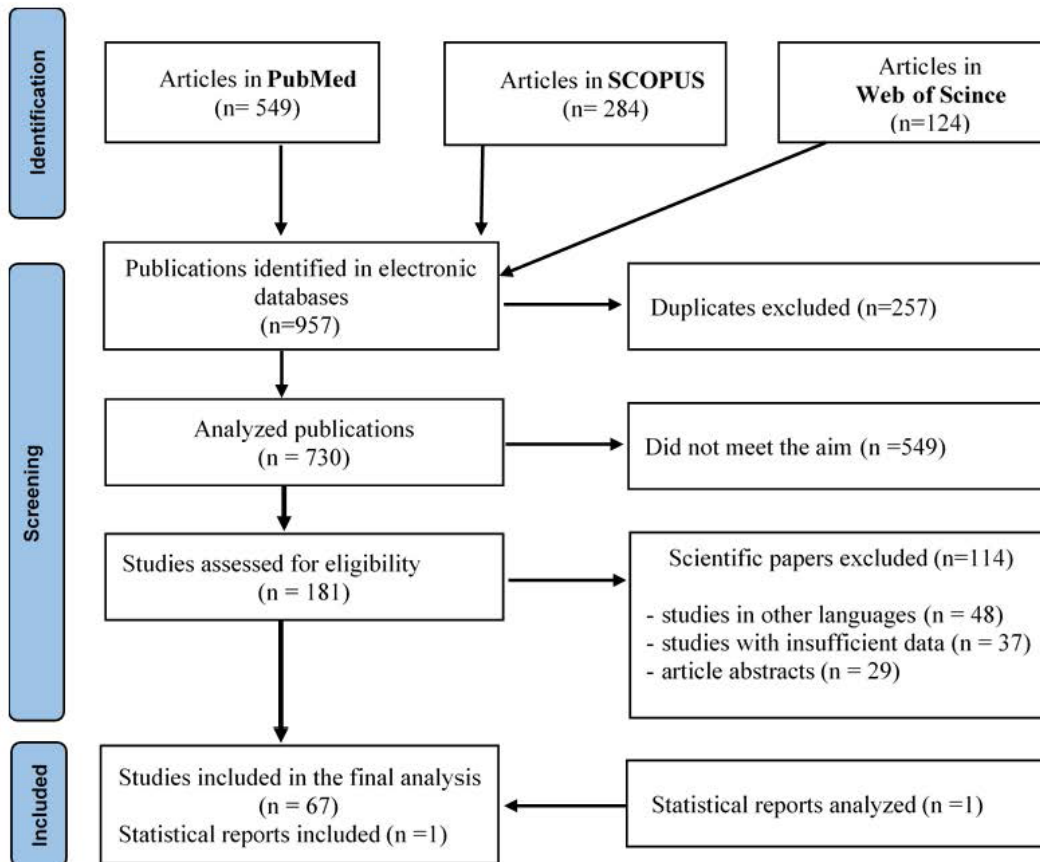 Identification
Articles in PubMed
(n= 549)
Articles in SCOPUS
(n= 284)
Articles in
Web of Scince
(n=124)
Screening
Publications identified in electronic
databases
(n=957)
Duplicates excluded (n=257)
Analyzed publications
(n = 730)
Did not meet the aim (n =549)
Studies assessed for eligibility
(n = 181)
Scientific papers excluded (n=114)
- studies in other languages (n = 48)
- studies with insufficient data (n = 37)
- article abstracts (n = 29)
Included
Studies included in the final analysis
(n = 67)
Statistical reports included (n =1)
Statistical reports analyzed (n =1)